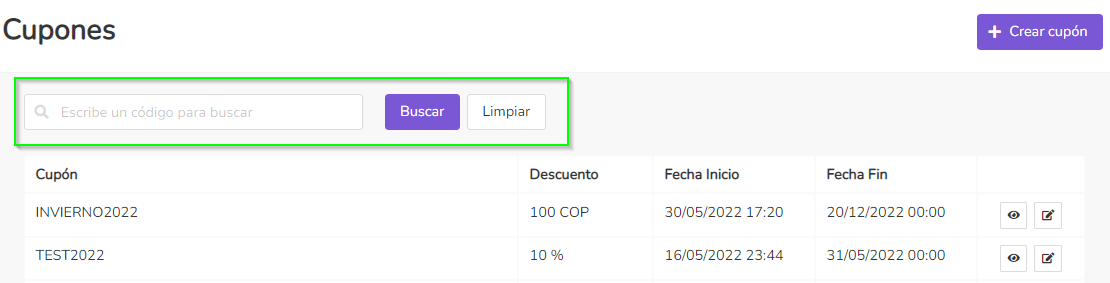 Cupones
Crear cupón
Escribe un código para buscar
Buscar
Limpiar
Cupón Descuento Fecha Inicio Fecha Fin
INVIERNO2022 100 COP 30/05/2022 17:20 20/12/2022 00:00
TEST2022 10 % 16/05/2022 23:44 31/05/2022 00:00